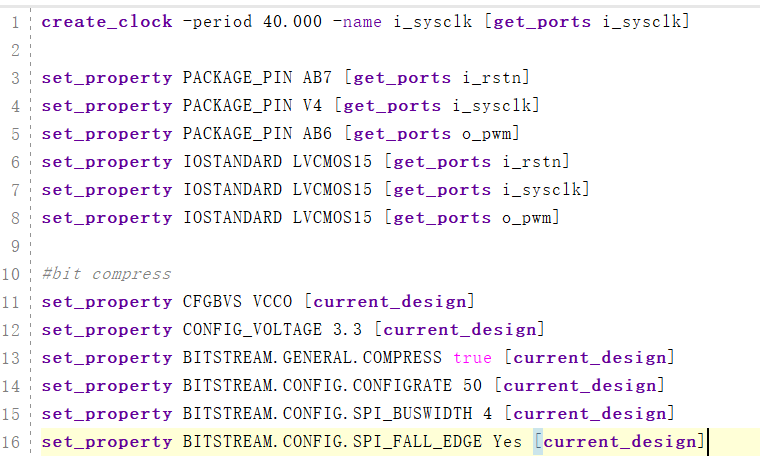 1 create_clock -period 40.000 -name i_sysclk [get_ports i_sysclk]
2
3 set_property PACKAGE_PIN AB7 [get_ports i_rstn]
4 set_property PACKAGE_PIN V4 [get_ports i_sysclk]
5 set_property PACKAGE_PIN AB6 [get_ports o_pwm]
6 set_property IOSTANDARD LVCMOS15 [get_ports i_rstn]
7 set_property IOSTANDARD LVCMOS15 [get_ports i_sysclk]
8 set_property IOSTANDARD LVCMOS15 [get_ports o_pwm]
9
10 #bit compress
11 set_property CFGBVS VCCO [current_design]
12 set_property CONFIG_VOLTAGE 3.3 [current_design]
13 set_property BITSTREAM.GENERAL.COMPRESS true [current_design]
14 set_property BITSTREAM.CONFIG.CONFIGRATE 50 [current_design]
15 set_property BITSTREAM.CONFIG.SPI_BUSWIDTH 4 [current_design]
16 set_property BITSTREAM.CONFIG.SPI_FALL_EDGE Yes [current_design]